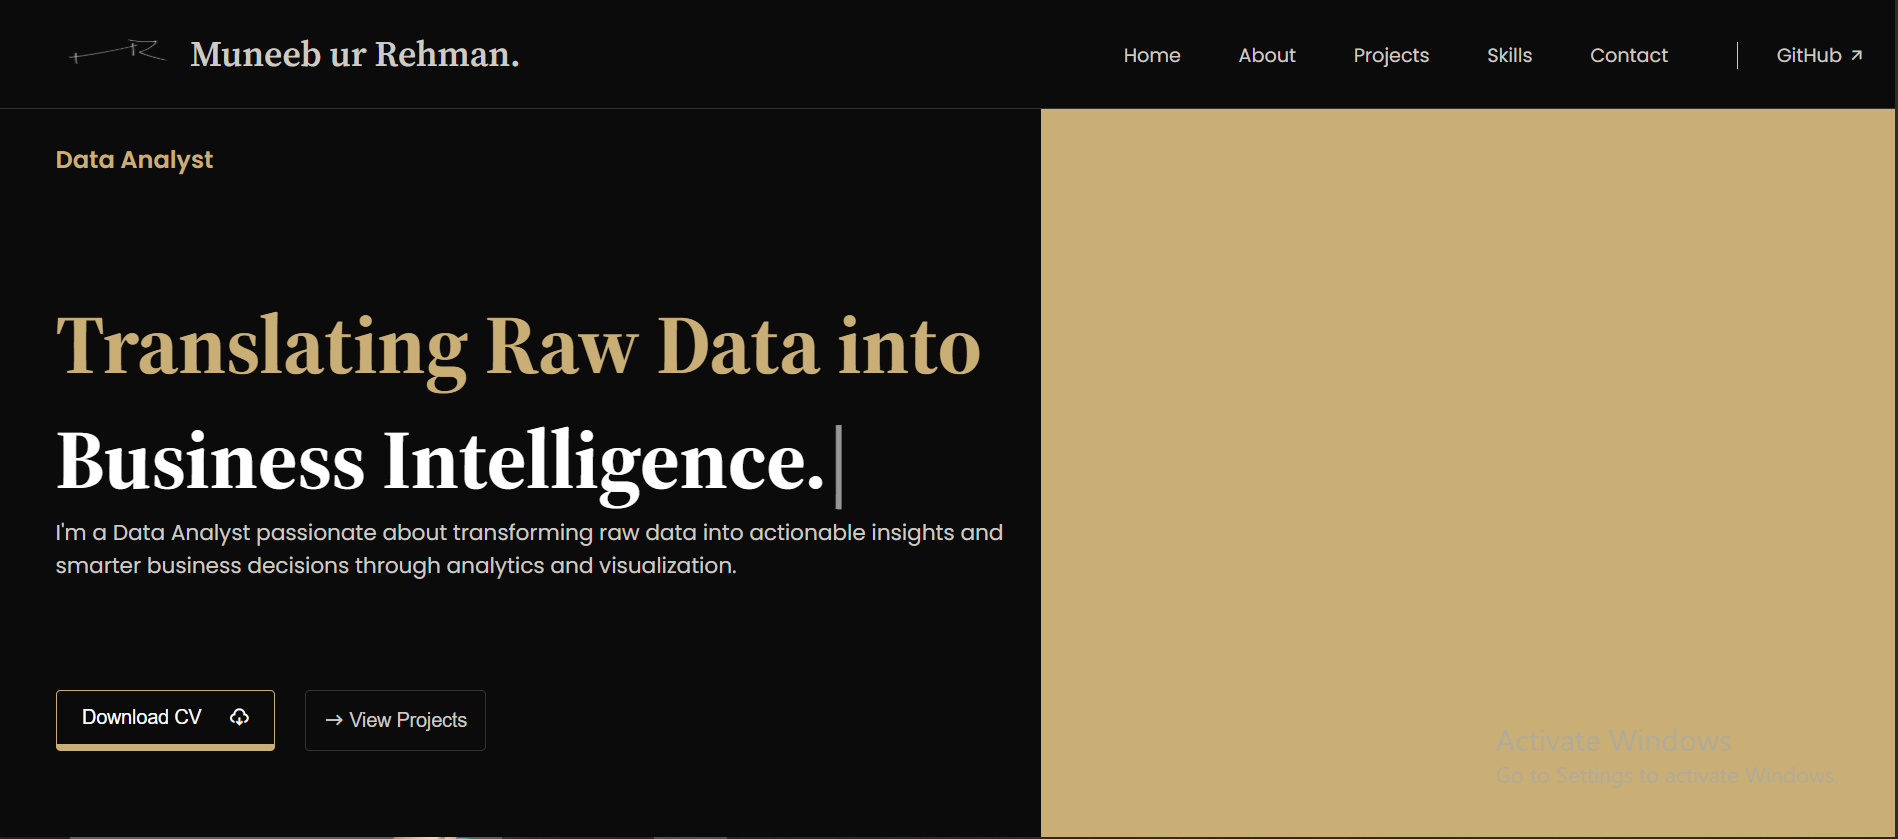 Muneeb ur Rehman.
Home About Projects Skills Contact GitHub ↗
Data Analyst
Translating Raw Data into
Business Intelligence.
I'm a Data Analyst passionate about transforming raw data into actionable insights and
smarter business decisions through analytics and visualization.
Download CV
→ View Projects
Activate Windows
Go to Settings to activate Windows.